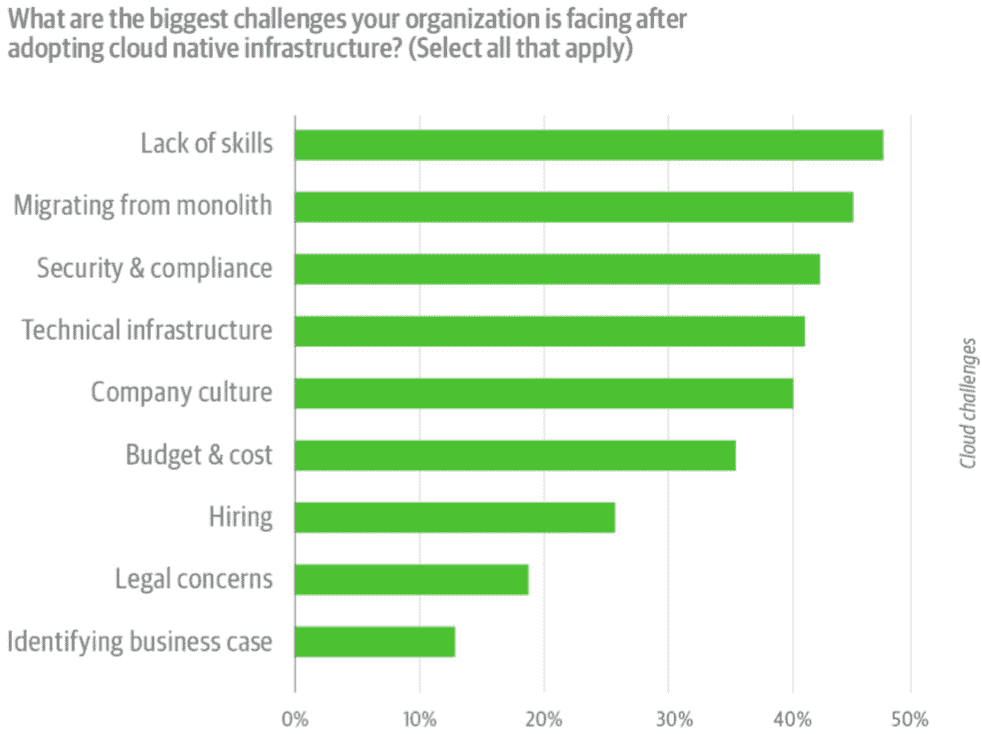 What are the biggest challenges your organization is facing after
adopting cloud native infrastructure? (Select all that apply)
Lack of skills
Migrating from monolith
Security & compliance
Technical infrastructure
Company culture
Budget & cost
Hiring
Legal concerns
Identifying business case
0% 10% 20% 30% 40% 50%
Cloud challenges